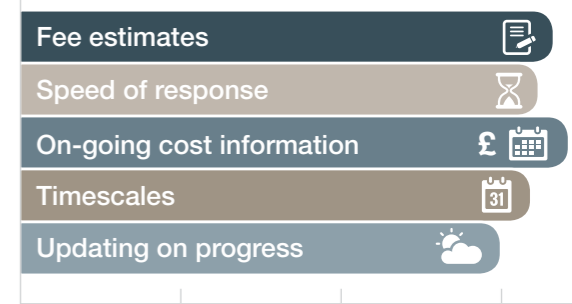 Fee estimates
Speed of response
On-going cost information £
Timescales 31
Updating on progress